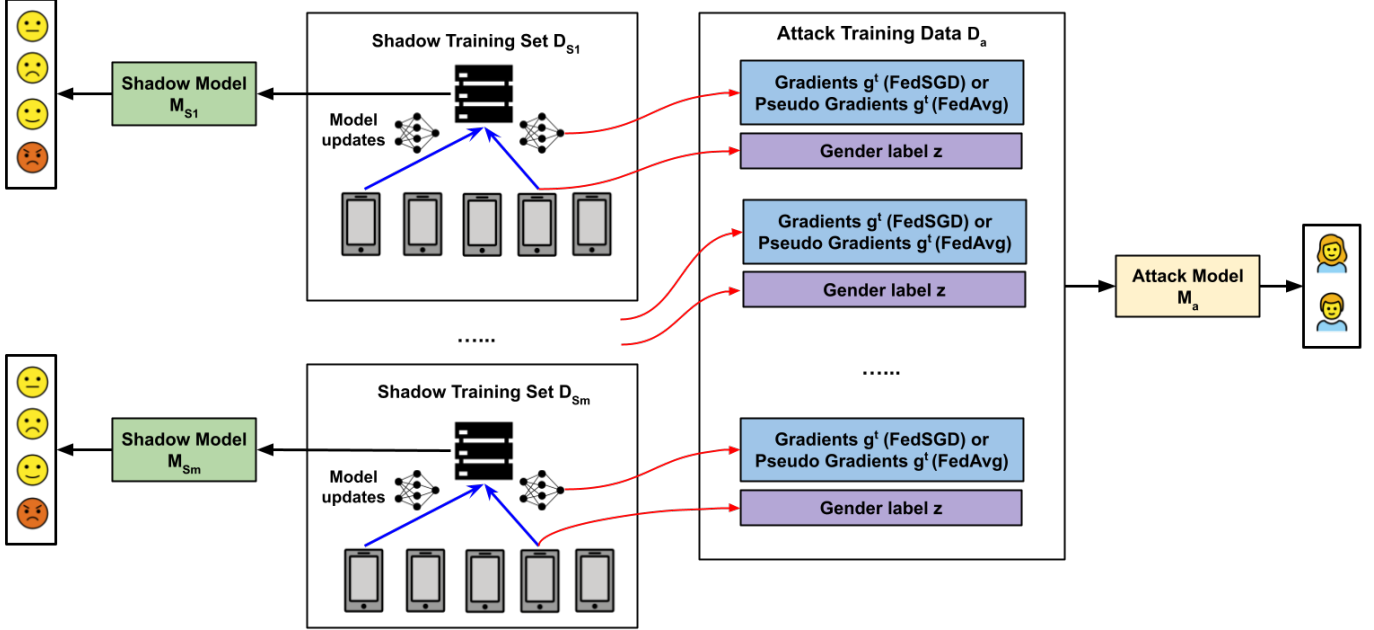 Shadow Training Set D_S1
Shadow Model
M_S1
Model
updates
Attack Training Data D_a
Gradients g^t (FedSGD) or
Pseudo Gradients g^t (FedAvg)
Gender label z
Gradients g^t (FedSGD) or
Pseudo Gradients g^t (FedAvg)
Gender label z
…...
…...
Attack Model
M_a
Shadow Training Set D_Sm
Shadow Model
M_Sm
Model
updates
Gradients g^t (FedSGD) or
Pseudo Gradients g^t (FedAvg)
Gender label z